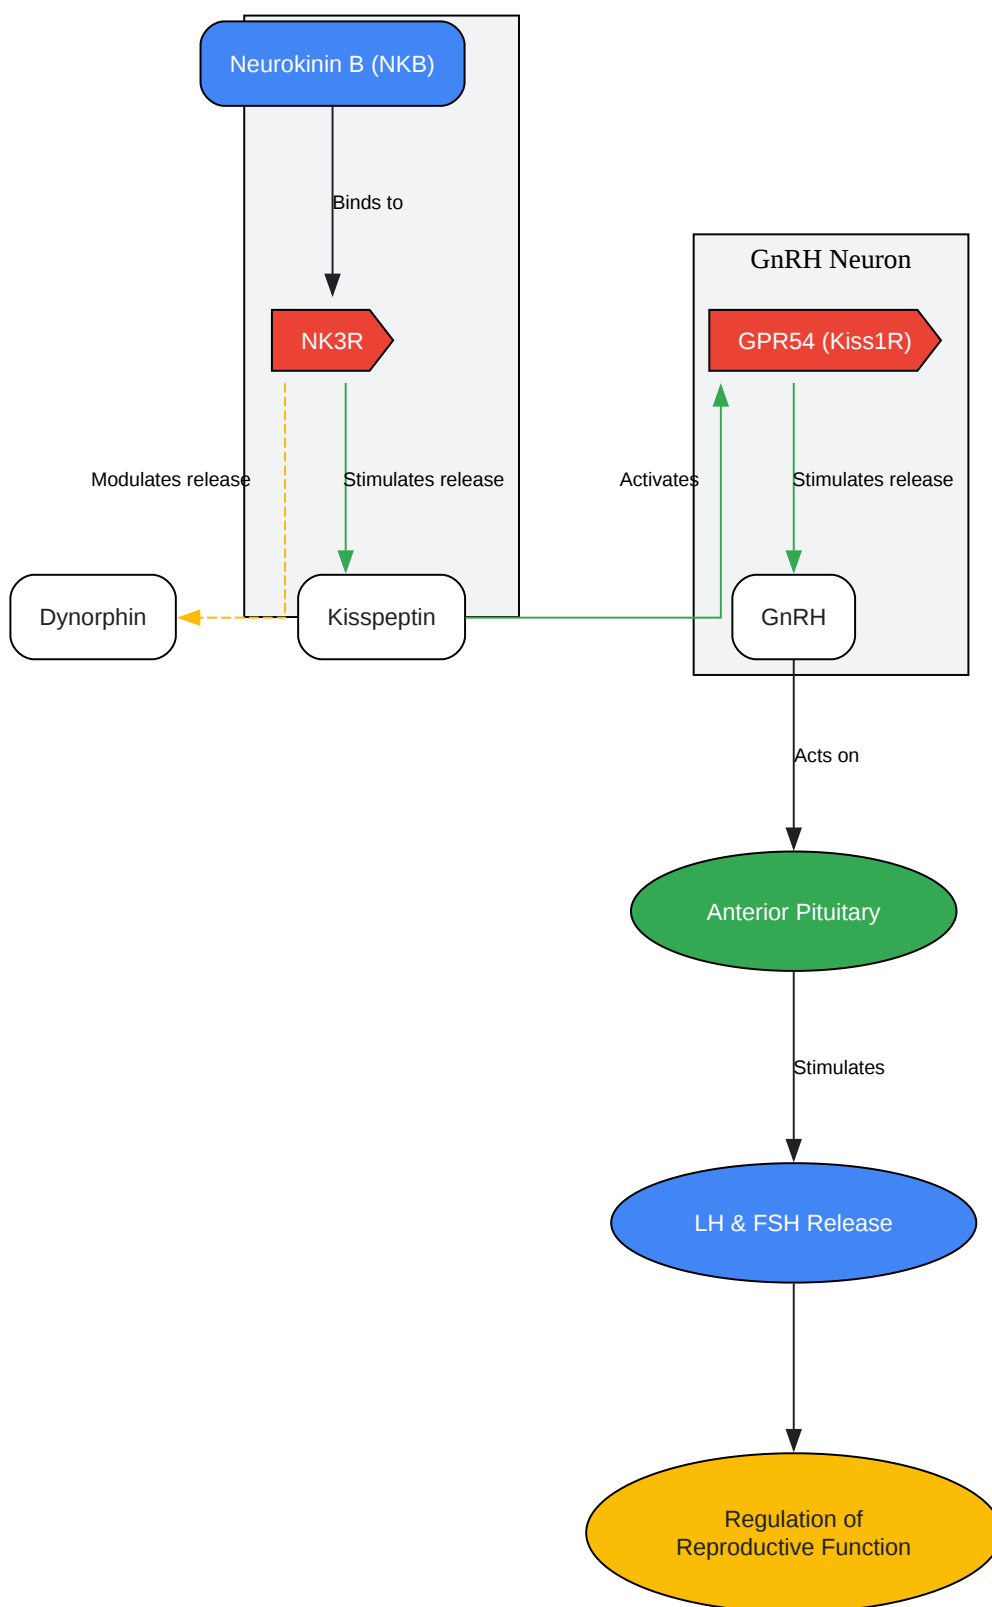 Neurokinin B (NKB)
Binds to
GnRH Neuron
NK3R
GPR54 (Kiss1R)
Modulates release
Stimulates release
Activates
Stimulates release
Dynorphin
Kisspeptin
GnRH
Acts on
Anterior Pituitary
Stimulates
LH & FSH Release
Regulation of
Reproductive Function